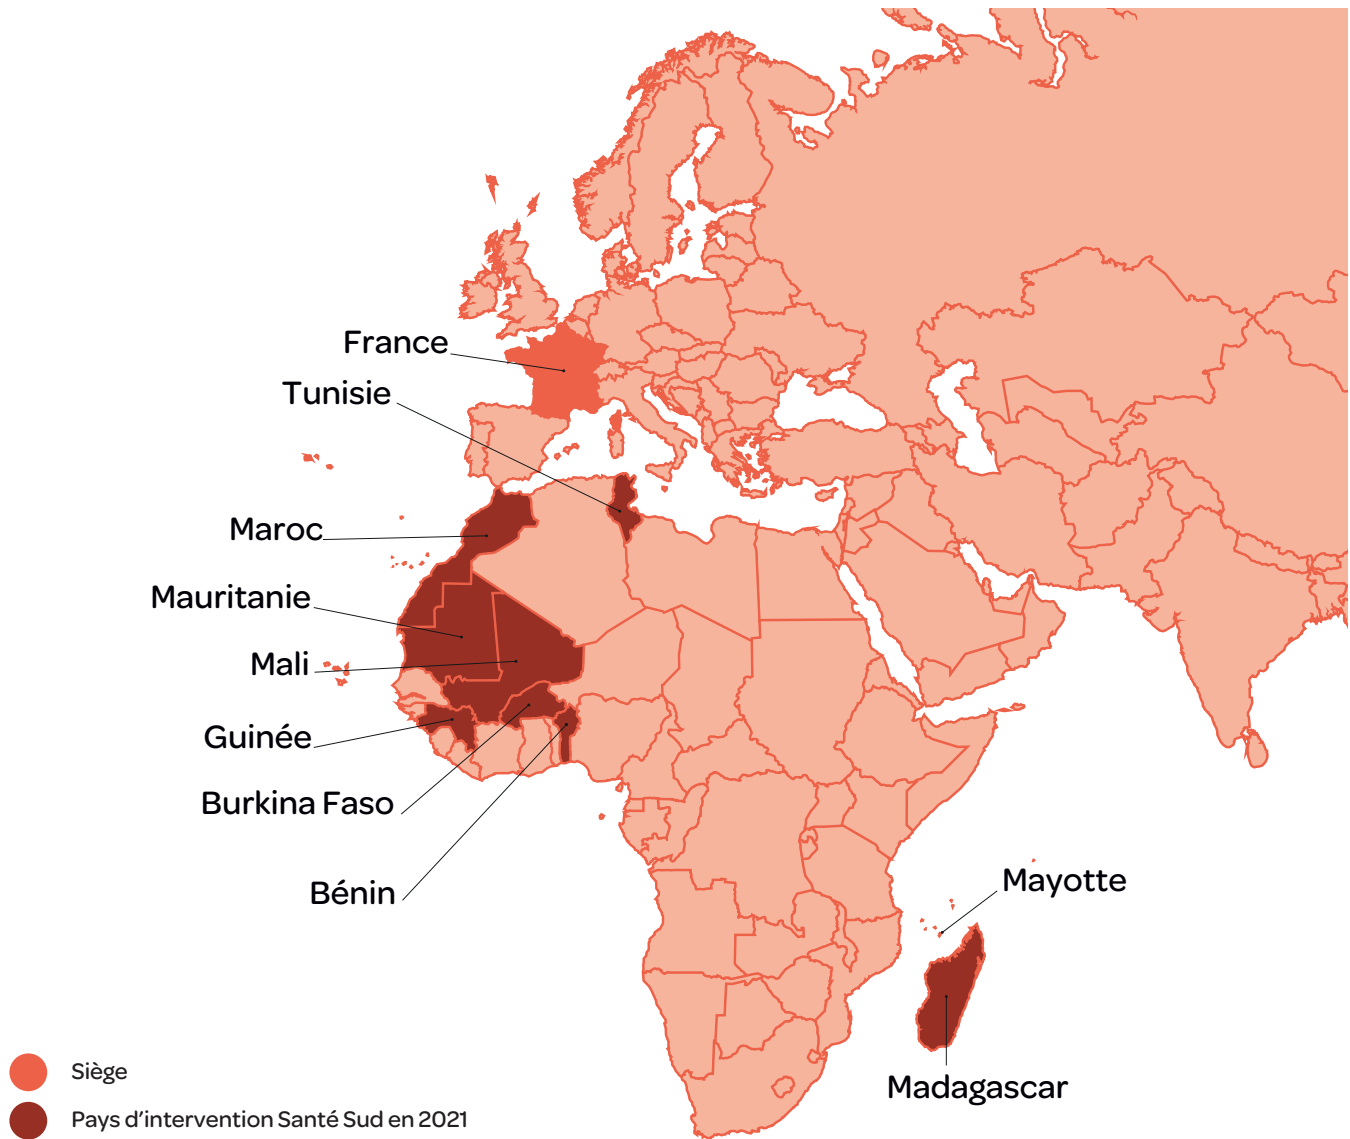 France
Tunisie
Maroc
Mauritanie
Mali
Guinée
Burkina Faso
Bénin
Mayotte
Madagascar
Siège
Pays d’intervention Santé Sud en 2021